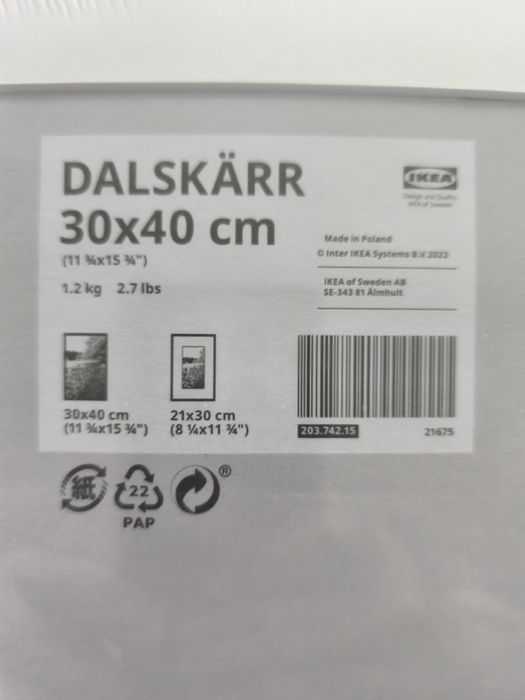 DALSKÄRR
30x40 cm
(11 ¾x15 ¾")
1.2 kg 2.7 lbs
IKEA
Design and Quality
IKEA of Sweden
Made in Poland
© Inter IKEA Systems B.V.2022
IKEA of Sweden AB
SE-343 81 Älmhult
30x40 cm
(11 ¾x15 ¾")
21x30 cm
(8 ¼x11 ¾")
203.742.15 21675
紙 22 ®
PAP